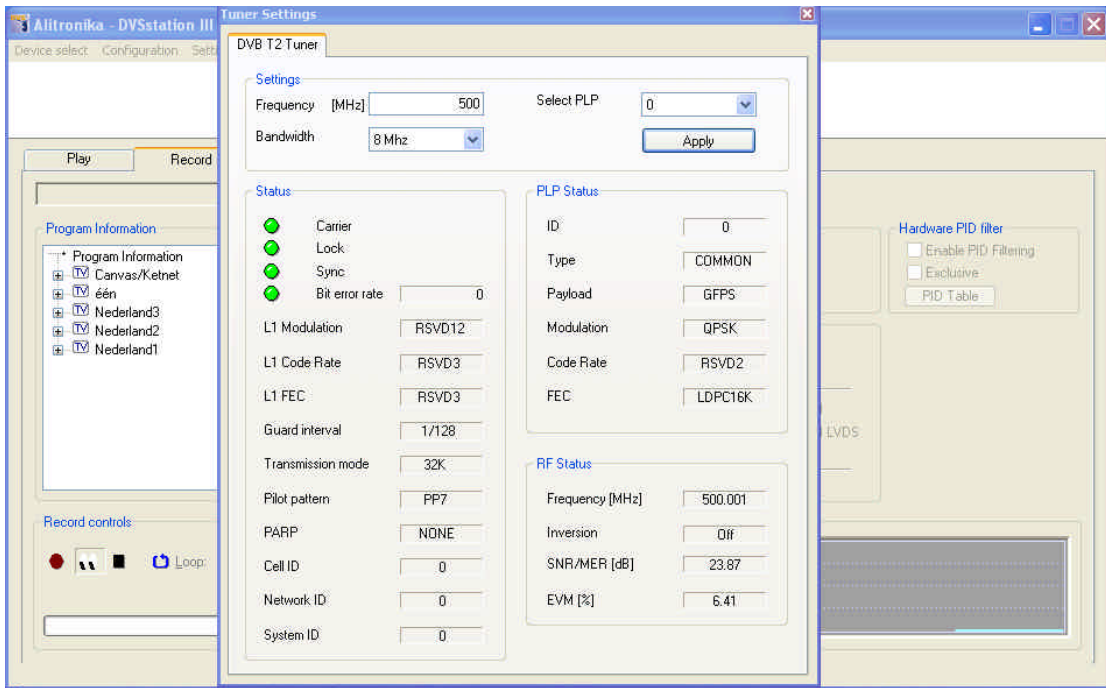 Alitronika - DVSstation III
Device select Configuration Setti
Play
Record
Program Information
Program Information
Canvas/Ketnet
één
Nederland3
Nederland2
Nederland1
Record controls
Loop:
Tuner Settings
DVB T2 Tuner
Settings
Frequency [MHz] 500
Select PLP 0
Bandwidth 8 Mhz
Apply
Status
Carrier
Lock
Sync
Bit error rate 0
L1 Modulation RSVD12
L1 Code Rate RSVD3
L1 FEC RSVD3
Guard interval 1/128
Transmission mode 32K
Pilot pattern PP7
PARP NONE
Cell ID 0
Network ID 0
System ID 0
PLP Status
ID 0
Type COMMON
Payload GFPS
Modulation QPSK
Code Rate RSVD2
FEC LDPC16K
RF Status
Frequency [MHz] 500.001
Inversion Off
SNR/MER [dB] 23.87
EVM [%] 6.41
LVDS
Hardware PID filter
Enable PID Filtering
Exclusive
PID Table